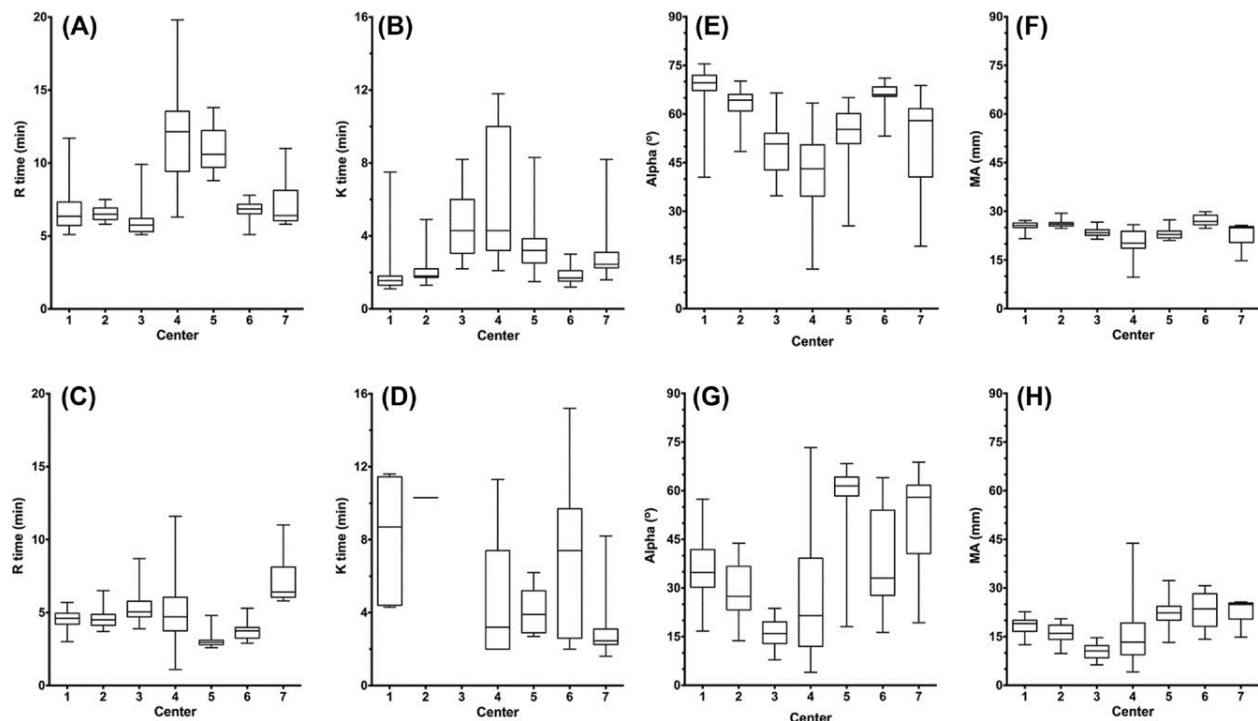 (A)
R time (min)
20
15
10
5
0
1 2 3 4 5 6 7
Center
(B)
K time (min)
16
12
8
4
0
1 2 3 4 5 6 7
Center
(E)
Alpha (º)
90
75
60
45
30
15
0
1 2 3 4 5 6 7
Center
(F)
MA (mm)
90
75
60
45
30
15
0
1 2 3 4 5 6 7
Center
(C)
R time (min)
20
15
10
5
0
1 2 3 4 5 6 7
Center
(D)
K time (min)
16
12
8
4
0
1 2 3 4 5 6 7
Center
(G)
Alpha (º)
90
75
60
45
30
15
0
1 2 3 4 5 6 7
Center
(H)
MA (mm)
90
75
60
45
30
15
0
1 2 3 4 5 6 7
Center